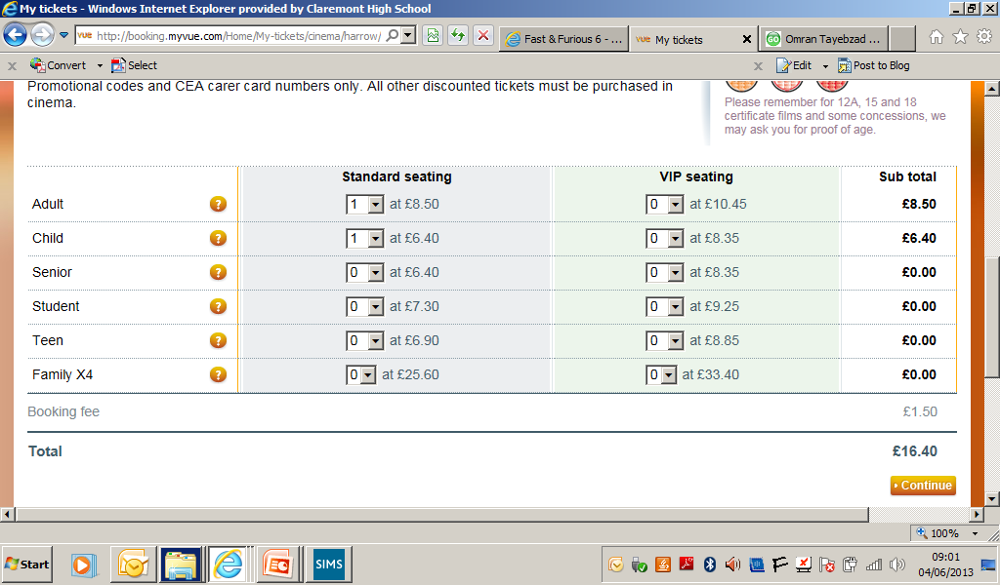 My tickets - Windows Internet Explorer provided by Claremont High School
vue http://booking.myvue.com/Home/My-tickets/cinema/harrow/
Fast & Furious 6 - ...
vue My tickets
GO Omran Tayebzad ...
x Convert Select
x Edit Post to Blog
Promotional codes and CEA carer card numbers only. All other discounted tickets must be purchased in
cinema.
Please remember for 12A, 15 and 18
certificate films and some concessions, we
may ask you for proof of age.
Standard seating VIP seating Sub total
Adult ? 1 at £8.50 0 at £10.45 £8.50
Child ? 1 at £6.40 0 at £8.35 £6.40
Senior ? 0 at £6.40 0 at £8.35 £0.00
Student ? 0 at £7.30 0 at £9.25 £0.00
Teen ? 0 at £6.90 0 at £8.85 £0.00
Family X4 ? 0 at £25.60 0 at £33.40 £0.00
Booking fee £1.50
Total £16.40
Continue
100%
Start SIMS
09:01
04/06/2013